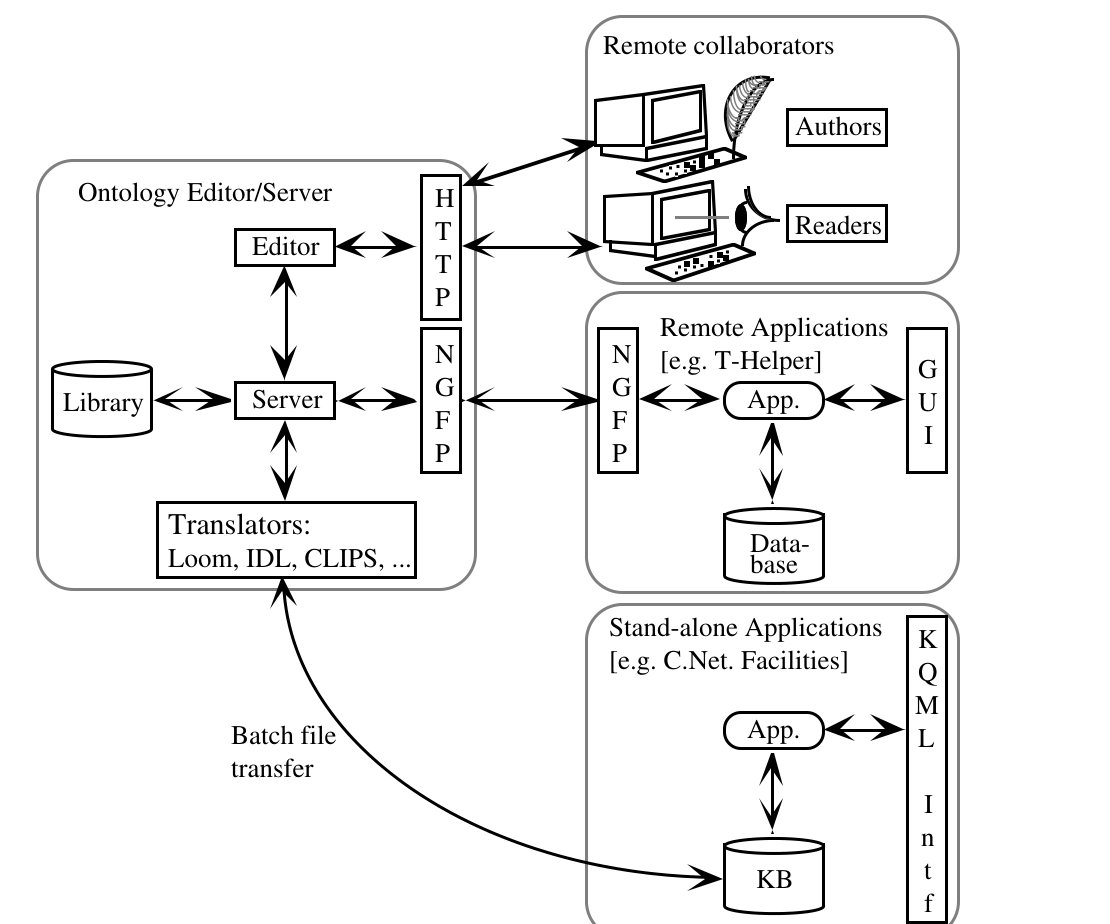 Remote collaborators
Authors
Readers
Ontology Editor/Server
Editor
H
T
T
P
Library
Server
N
G
F
P
Translators:
Loom, IDL, CLIPS, ...
Remote Applications
[e.g. T-Helper]
N
G
F
P
App.
G
U
I
Data-
base
Stand-alone Applications
[e.g. C.Net. Facilities]
K
Q
M
L
I
n
t
f
App.
KB
Batch file
transfer